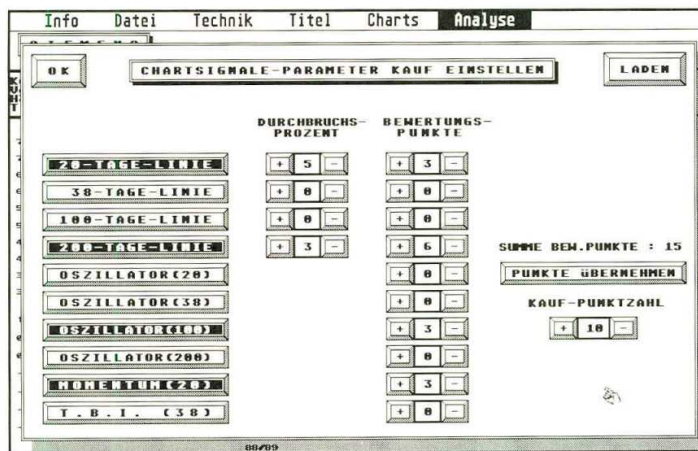 Info Datei Technik Titel Charts Analyse
OK CHARTSIGNALE-PARAMETER KAUF EINSTELLEN LADEN
DURCHBRUCHS- BEWERTUNGS-
PROZENT PUNKTE
20-TAGE-LINIE + 5 - + 3 -
38-TAGE-LINIE + 0 - + 0 -
100-TAGE-LINIE + 0 - + 0 -
200-TAGE-LINIE + 3 - + 6 - SUMME BEW.PUNKTE : 15
OSZILLATOR(20) + 0 - PUNKTE üBERNEHMEN
OSZILLATOR(38) + 0 - KAUF-PUNKTZAHL
OSZILLATOR(100) + 3 - + 10 -
OSZILLATOR(200) + 0 -
MOMENTUM(20) + 3 -
T.B.I. (38) + 0 -
88/89